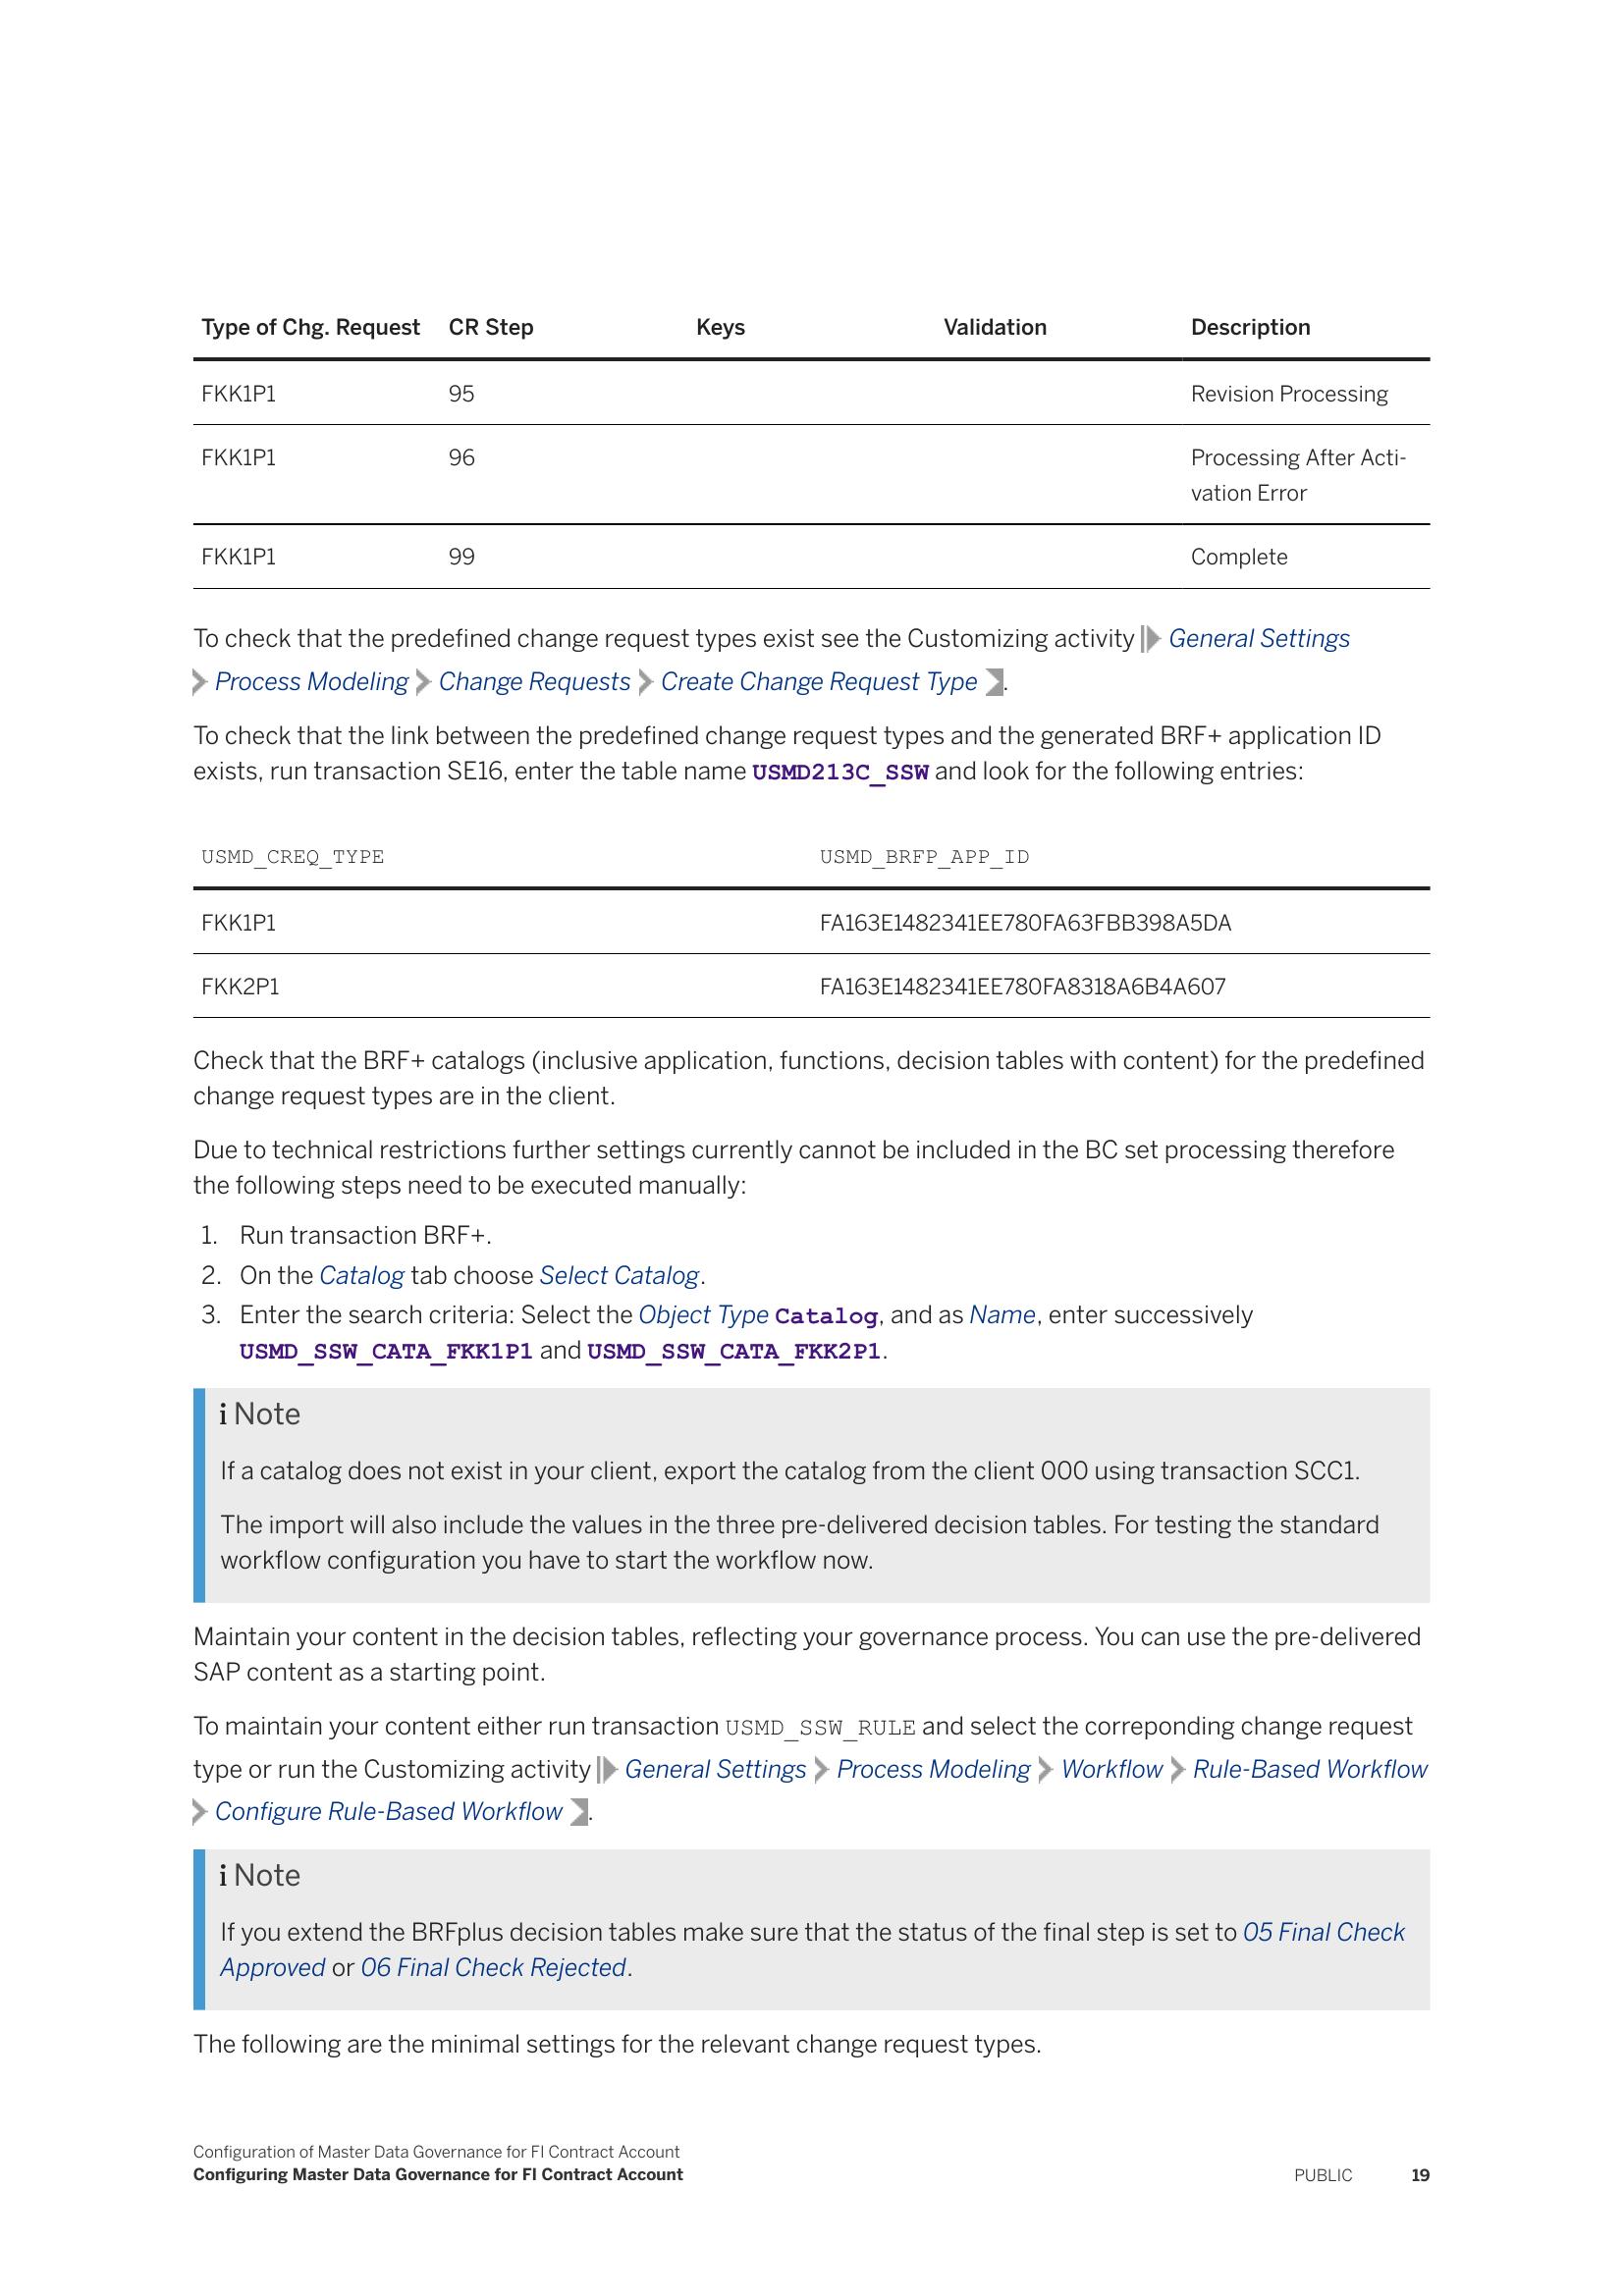 Type of Chg. Request CR Step Keys Validation Description
FKK1P1 95 Revision Processing
FKK1P1 96 Processing After Acti-
vation Error
FKK1P1 99 Complete
To check that the predefined change request types exist see the Customizing activity General Settings
Process Modeling Change Requests Create Change Request Type .
To check that the link between the predefined change request types and the generated BRF+ application ID
exists, run transaction SE16, enter the table name USMD213C_SSW and look for the following entries:
USMD_CREQ_TYPE USMD_BRFP_APP_ID
FKK1P1 FA163E1482341EE780FA63FBB398A5DA
FKK2P1 FA163E1482341EE780FA8318A6B4A607
Check that the BRF+ catalogs (inclusive application, functions, decision tables with content) for the predefined
change request types are in the client.
Due to technical restrictions further settings currently cannot be included in the BC set processing therefore
the following steps need to be executed manually:
1. Run transaction BRF+.
2. On the Catalog tab choose Select Catalog.
3. Enter the search criteria: Select the Object Type Catalog, and as Name, enter successively
USMD_SSW_CATA_FKK1P1 and USMD_SSW_CATA_FKK2P1.
i Note
If a catalog does not exist in your client, export the catalog from the client 000 using transaction SCC1.
The import will also include the values in the three pre-delivered decision tables. For testing the standard
workflow configuration you have to start the workflow now.
Maintain your content in the decision tables, reflecting your governance process. You can use the pre-delivered
SAP content as a starting point.
To maintain your content either run transaction USMD_SSW_RULE and select the correponding change request
type or run the Customizing activity General Settings Process Modeling Workflow Rule-Based Workflow
Configure Rule-Based Workflow .
i Note
If you extend the BRFplus decision tables make sure that the status of the final step is set to 05 Final Check
Approved or 06 Final Check Rejected.
The following are the minimal settings for the relevant change request types.
Configuration of Master Data Governance for FI Contract Account
Configuring Master Data Governance for FI Contract Account PUBLIC 19